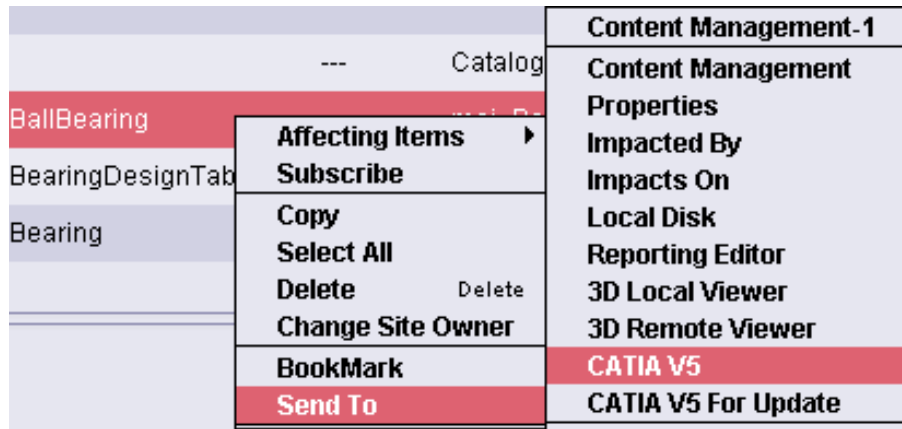 --- Catalog
BallBearing
BearingDesignTab
Bearing
Affecting Items
Subscribe
Copy
Select All
Delete Delete
Change Site Owner
BookMark
Send To
Content Management-1
Content Management
Properties
Impacted By
Impacts On
Local Disk
Reporting Editor
3D Local Viewer
3D Remote Viewer
CATIA V5
CATIA V5 For Update